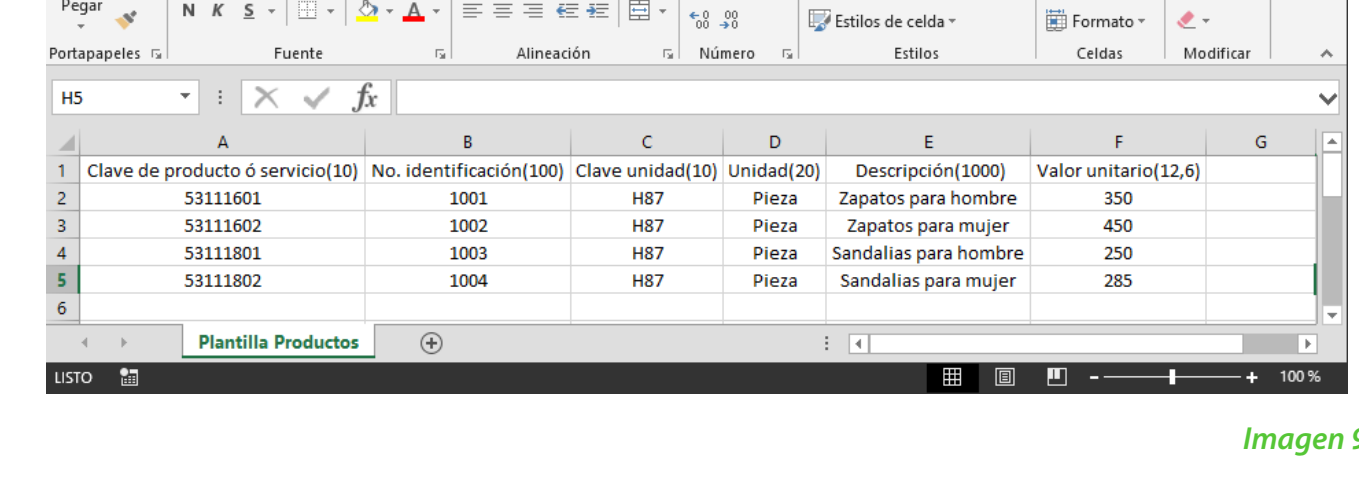 Pegar
N K S A
00 00
Estilos de celda
Formato
Portapapeles Fuente Alineación Número Estilos Celdas Modificar
H5 fx
A B C D E F G
1 Clave de producto ó servicio(10) No. identificación(100) Clave unidad(10) Unidad(20) Descripción(1000) Valor unitario(12,6)
2 53111601 1001 H87 Pieza Zapatos para hombre 350
3 53111602 1002 H87 Pieza Zapatos para mujer 450
4 53111801 1003 H87 Pieza Sandalias para hombre 250
5 53111802 1004 H87 Pieza Sandalias para mujer 285
6
Plantilla Productos
LISTO 100 %
Imagen 9